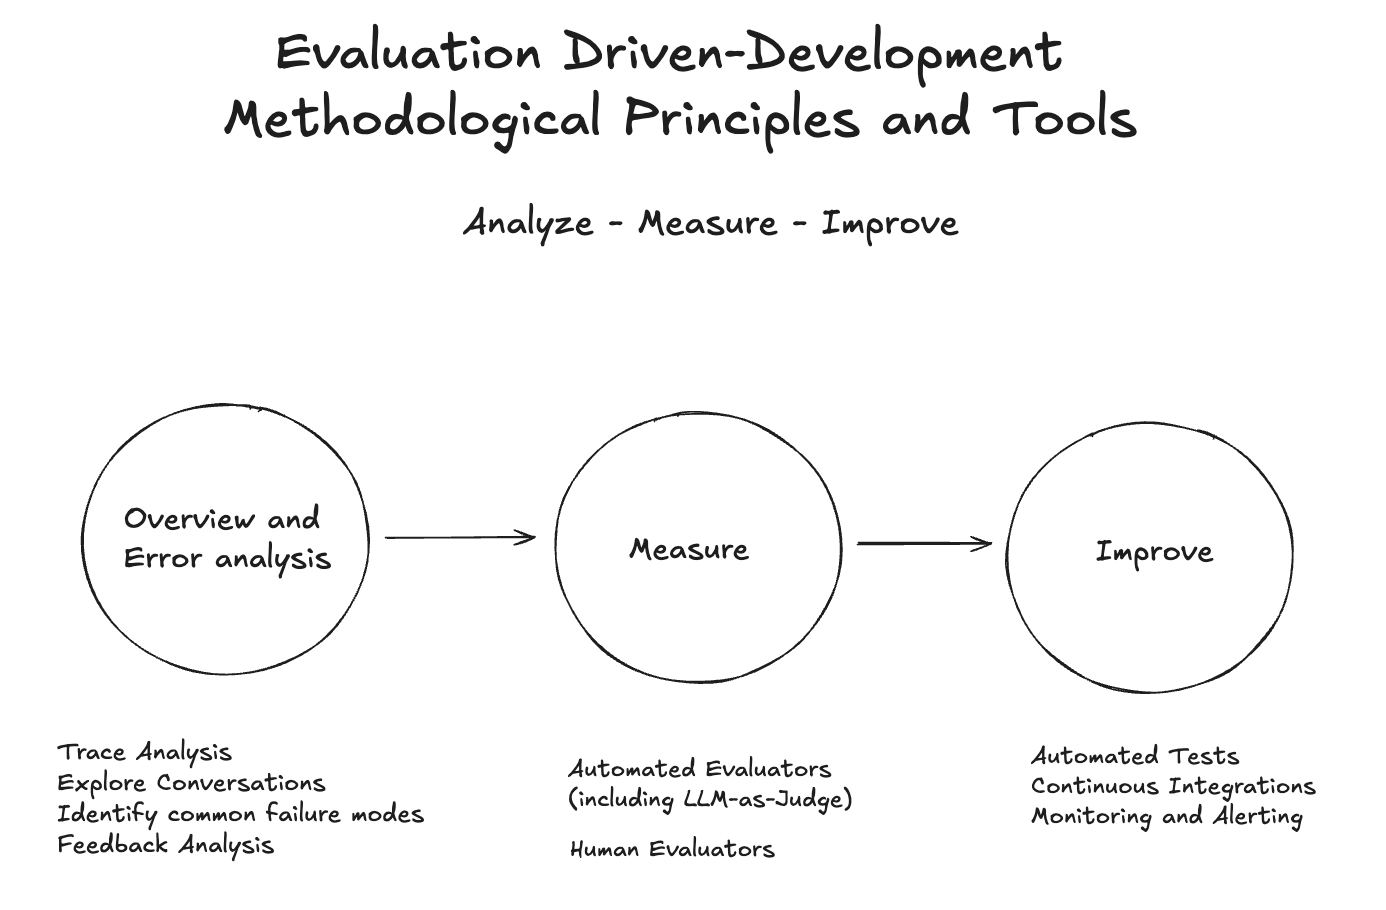 Evaluation Driven-Development
Methodological Principles and Tools
Analyze - Measure - Improve
Overview and
Error analysis
Measure
Improve
Trace Analysis
Explore Conversations
Identify common failure modes
Feedback Analysis
Automated Evaluators
(including LLM-as-Judge)
Human Evaluators
Automated Tests
Continuous Integrations
Monitoring and Alerting